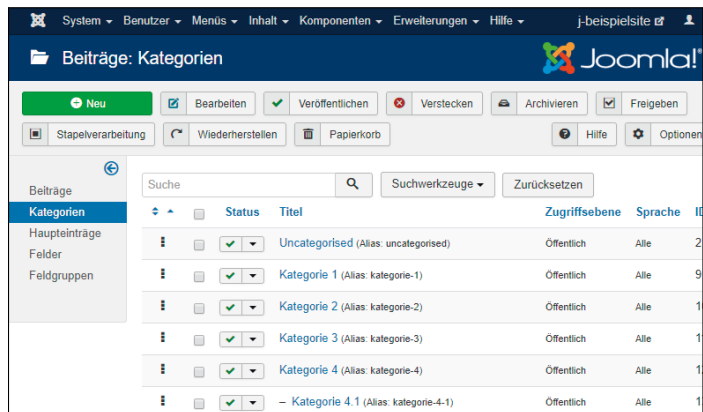 System Benutzer Menüs Inhalt Komponenten Erweiterungen Hilfe j-beispielsite
Beiträge: Kategorien Joomla!®
Neu Bearbeiten Veröffentlichen Verstecken Archivieren Freigeben
Stapelverarbeitung Wiederherstellen Papierkorb Hilfe Optionen
Beiträge
Kategorien
Haupteinträge
Felder
Feldgruppen
Suche Suchwerkzeuge Zurücksetzen
Status Titel Zugriffsebene Sprache ID
Uncategorised (Alias: uncategorised) Öffentlich Alle 2
Kategorie 1 (Alias: kategorie-1) Öffentlich Alle 9
Kategorie 2 (Alias: kategorie-2) Öffentlich Alle
Kategorie 3 (Alias: kategorie-3) Öffentlich Alle
Kategorie 4 (Alias: kategorie-4) Öffentlich Alle
– Kategorie 4.1 (Alias: kategorie-4-1) Öffentlich Alle